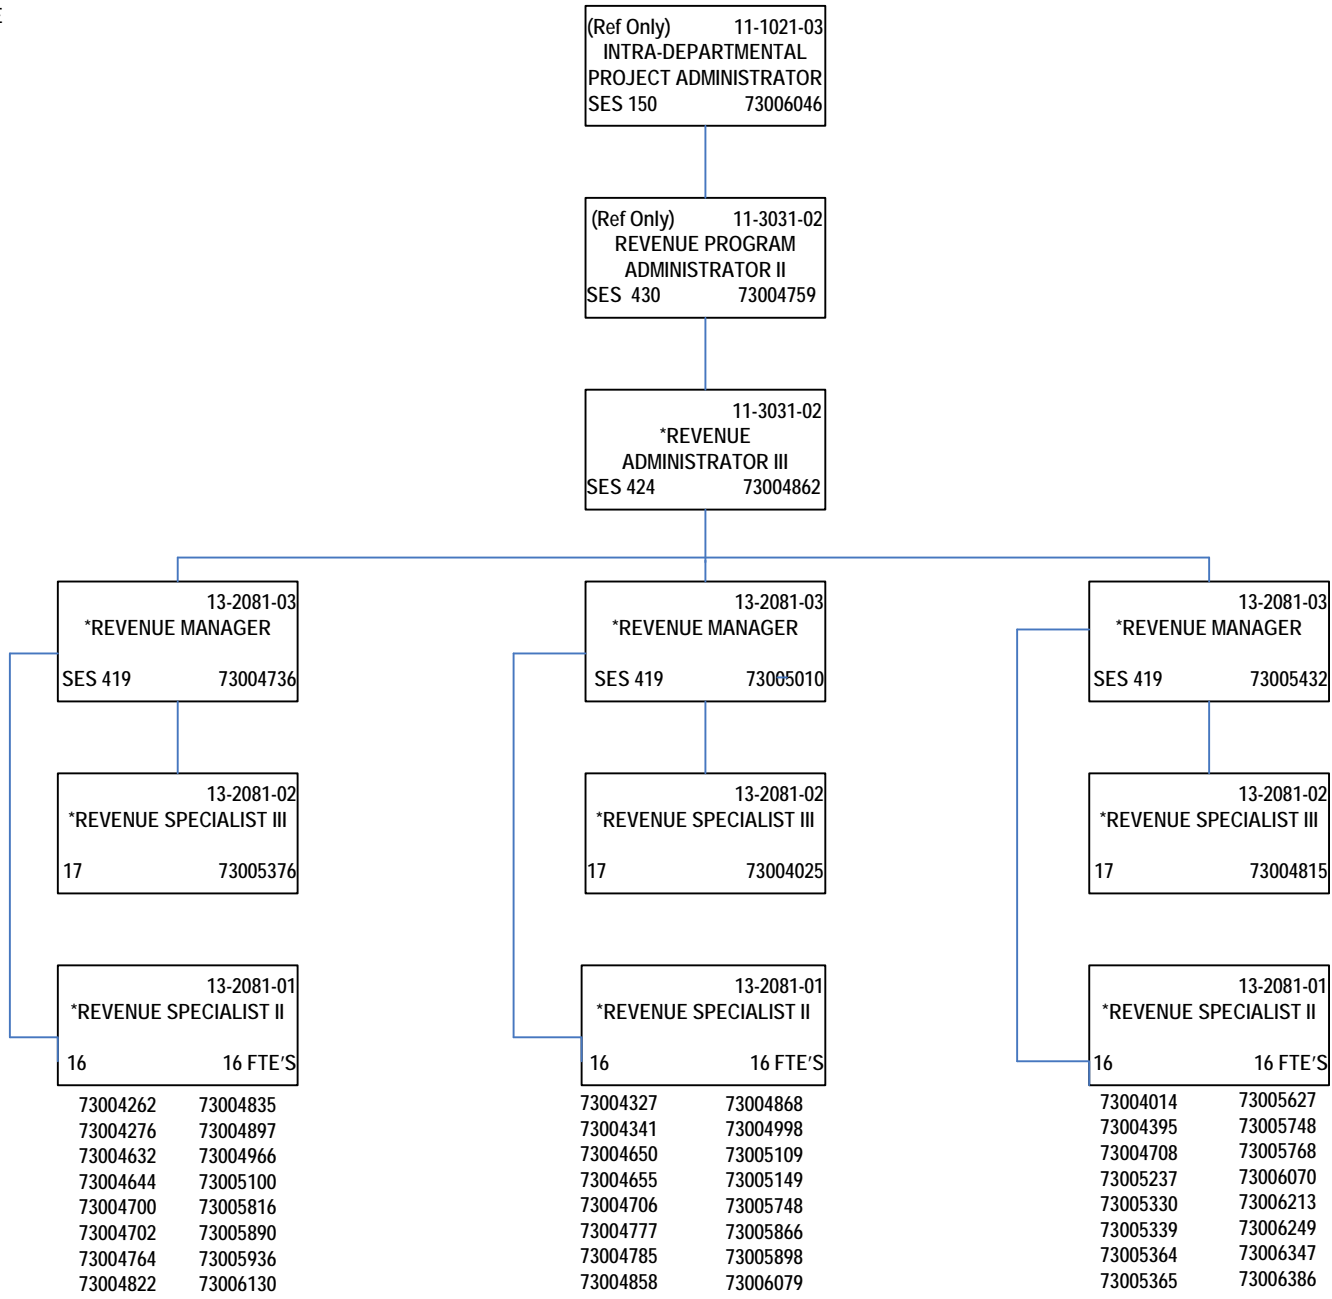 E
(Ref Only) 11-1021-03
INTRA-DEPARTMENTAL
PROJECT ADMINISTRATOR
SES 150 73006046
(Ref Only) 11-3031-02
REVENUE PROGRAM
ADMINISTRATOR II
SES 430 73004759
11-3031-02
*REVENUE
ADMINISTRATOR III
SES 424 73004862
13-2081-03
*REVENUE MANAGER
SES 419 73004736
13-2081-03
*REVENUE MANAGER
SES 419 73005010
13-2081-03
*REVENUE MANAGER
SES 419 73005432
13-2081-02
*REVENUE SPECIALIST III
17 73005376
13-2081-02
*REVENUE SPECIALIST III
17 73004025
13-2081-02
*REVENUE SPECIALIST III
17 73004815
13-2081-01
*REVENUE SPECIALIST II
16 16 FTE'S
73004262 73004835
73004276 73004897
73004632 73004966
73004644 73005100
73004700 73005816
73004702 73005890
73004764 73005936
73004822 73006130
13-2081-01
*REVENUE SPECIALIST II
16 16 FTE'S
73004327 73004868
73004341 73004998
73004650 73005109
73004655 73005149
73004706 73005748
73004777 73005866
73004785 73005898
73004858 73006079
13-2081-01
*REVENUE SPECIALIST II
16 16 FTE'S
73004014 73005627
73004395 73005748
73004708 73005768
73005237 73006070
73005330 73006213
73005339 73006249
73005364 73006347
73005365 73006386